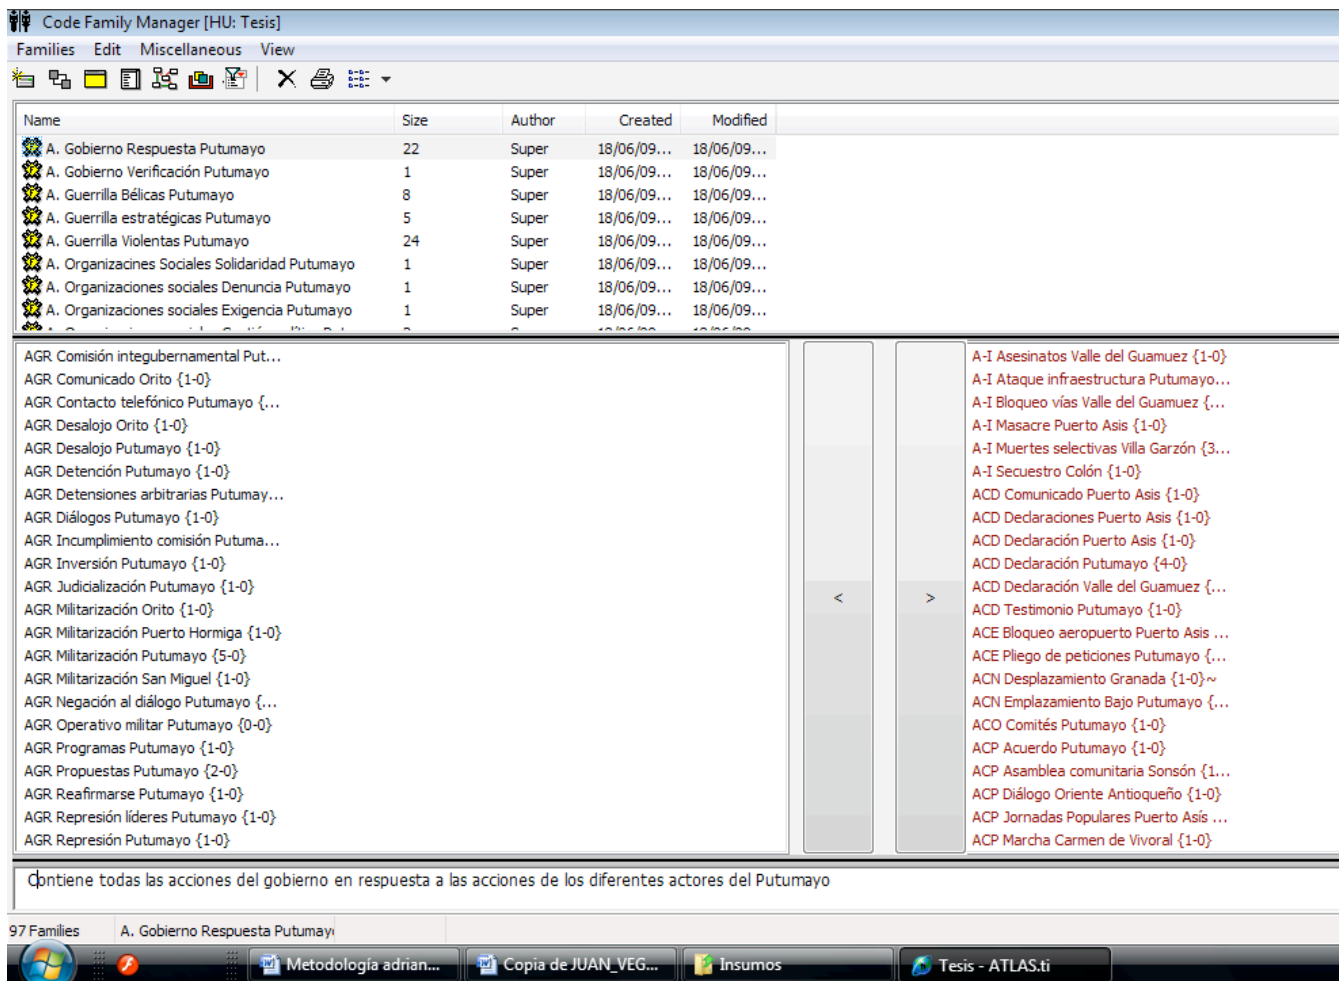 Code Family Manager [HU: Tesis]
Families Edit Miscellaneous View
Name Size Author Created Modified
A. Gobierno Respuesta Putumayo 22 Super 18/06/09... 18/06/09...
A. Gobierno Verificación Putumayo 1 Super 18/06/09... 18/06/09...
A. Guerrilla Bélicas Putumayo 8 Super 18/06/09... 18/06/09...
A. Guerrilla estratégicas Putumayo 5 Super 18/06/09... 18/06/09...
A. Guerrilla Violentas Putumayo 24 Super 18/06/09... 18/06/09...
A. Organizacines Sociales Solidaridad Putumayo 1 Super 18/06/09... 18/06/09...
A. Organizaciones sociales Denuncia Putumayo 1 Super 18/06/09... 18/06/09...
A. Organizaciones sociales Exigencia Putumayo 1 Super 18/06/09... 18/06/09...
AGR Comisión integubernamental Put...
AGR Comunicado Orito {1-0}
AGR Contacto telefónico Putumayo {...
AGR Desalojo Orito {1-0}
AGR Desalojo Putumayo {1-0}
AGR Detención Putumayo {1-0}
AGR Detensiones arbitrarias Putumay...
AGR Diálogos Putumayo {1-0}
AGR Incumplimiento comisión Putuma...
AGR Inversión Putumayo {1-0}
AGR Judicialización Putumayo {1-0}
AGR Militarización Orito {1-0}
AGR Militarización Puerto Hormiga {1-0}
AGR Militarización Putumayo {5-0}
AGR Militarización San Miguel {1-0}
AGR Negación al diálogo Putumayo {...
AGR Operativo militar Putumayo {0-0}
AGR Programas Putumayo {1-0}
AGR Propuestas Putumayo {2-0}
AGR Reafirmarse Putumayo {1-0}
AGR Represión líderes Putumayo {1-0}
AGR Represión Putumayo {1-0}
< >
A-I Asesinatos Valle del Guamuez {1-0}
A-I Ataque infraestructura Putumayo...
A-I Bloqueo vías Valle del Guamuez {...
A-I Masacre Puerto Asis {1-0}
A-I Muertes selectivas Villa Garzón {3...
A-I Secuestro Colón {1-0}
ACD Comunicado Puerto Asis {1-0}
ACD Declaraciones Puerto Asis {1-0}
ACD Declaración Puerto Asis {1-0}
ACD Declaración Putumayo {4-0}
ACD Declaración Valle del Guamuez {...
ACD Testimonio Putumayo {1-0}
ACE Bloqueo aeropuerto Puerto Asis ...
ACE Pliego de peticiones Putumayo {...
ACN Desplazamiento Granada {1-0}~
ACN Emplazamiento Bajo Putumayo {...
ACO Comités Putumayo {1-0}
ACP Acuerdo Putumayo {1-0}
ACP Asamblea comunitaria Sonsón {1...
ACP Diálogo Oriente Antioqueño {1-0}
ACP Jornadas Populares Puerto Asís ...
ACP Marcha Carmen de Vivoral {1-0}
Contiene todas las acciones del gobierno en respuesta a las acciones de los diferentes actores del Putumayo
97 Families A. Gobierno Respuesta Putumay
Metodología adrian... Copia de JUAN_VEG... Insumos Tesis - ATLAS.ti